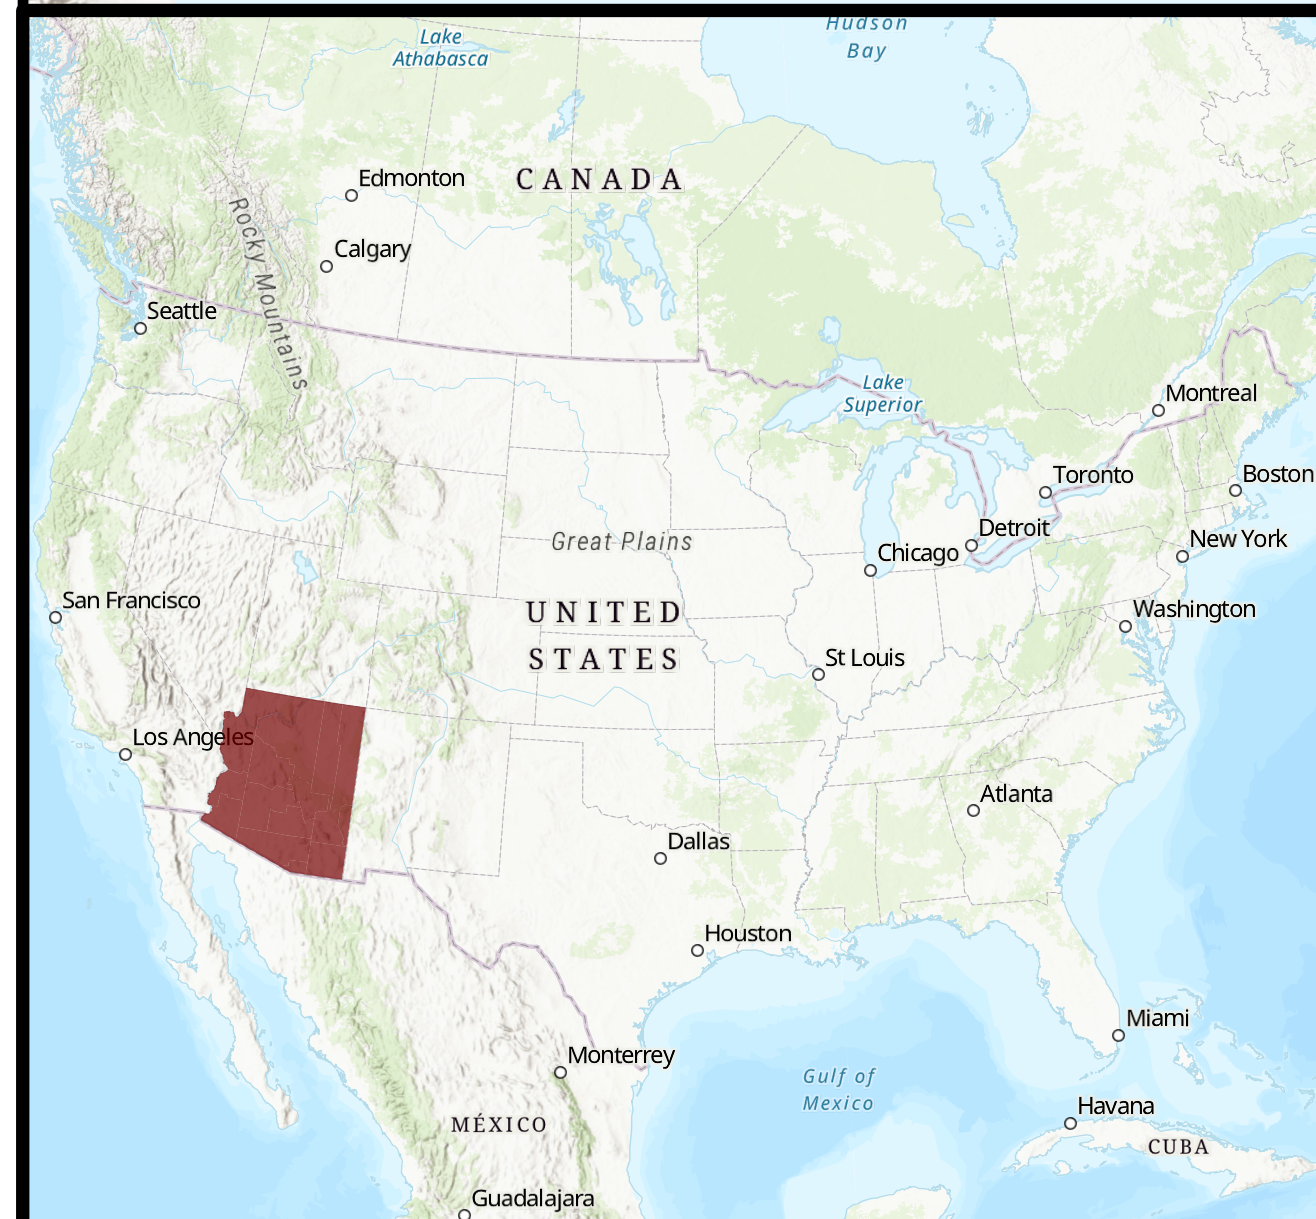 Hudson
Bay
Lake
Athabasca
Edmonton
CANADA
Rocky Mountains
Calgary
Seattle
Lake
Superior
Montreal
Toronto
Boston
Detroit
Great Plains
New York
Chicago
San Francisco
UNITED
STATES
Washington
St Louis
Los Angeles
Atlanta
Dallas
Houston
Miami
Monterrey
Gulf of
Mexico
Havana
MÉXICO
CUBA
Guadalajara